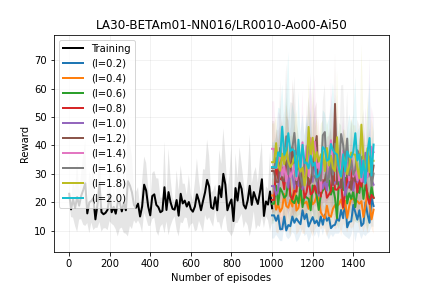 LA30-BETAm01-NN016/LR0010-Ao00-Ai50
Training
(l=0.2)
(l=0.4)
(l=0.6)
(l=0.8)
(l=1.0)
(l=1.2)
(l=1.4)
(l=1.6)
(l=1.8)
(l=2.0)
Reward
70
60
50
40
30
20
10
0 200 400 600 800 1000 1200 1400
Number of episodes